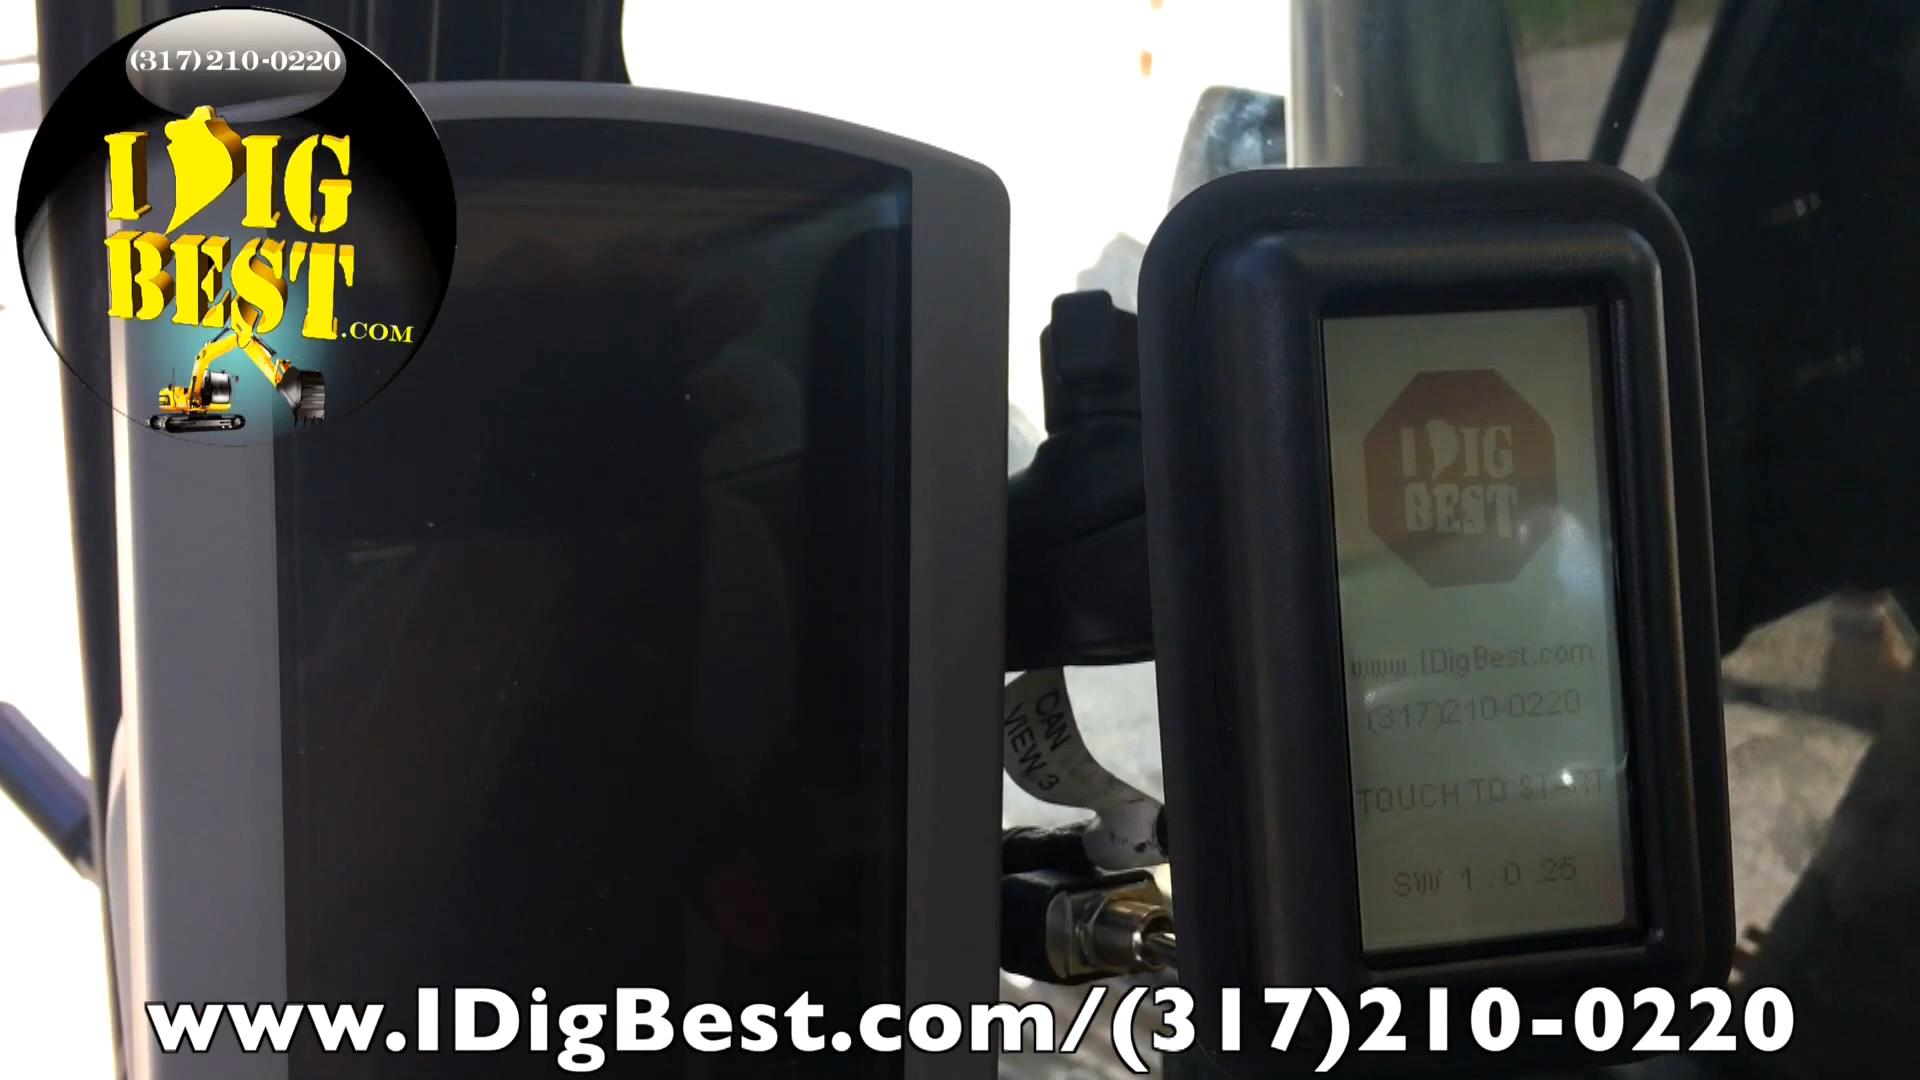 (317) 210-0220
I DIG
BEST
.COM
I DIG
BEST
www.IDigBest.com
(317)210-0220
TOUCH TO START
SW 1.0.25
CAN
VIEW 3
www.IDigBest.com/(317)210-0220